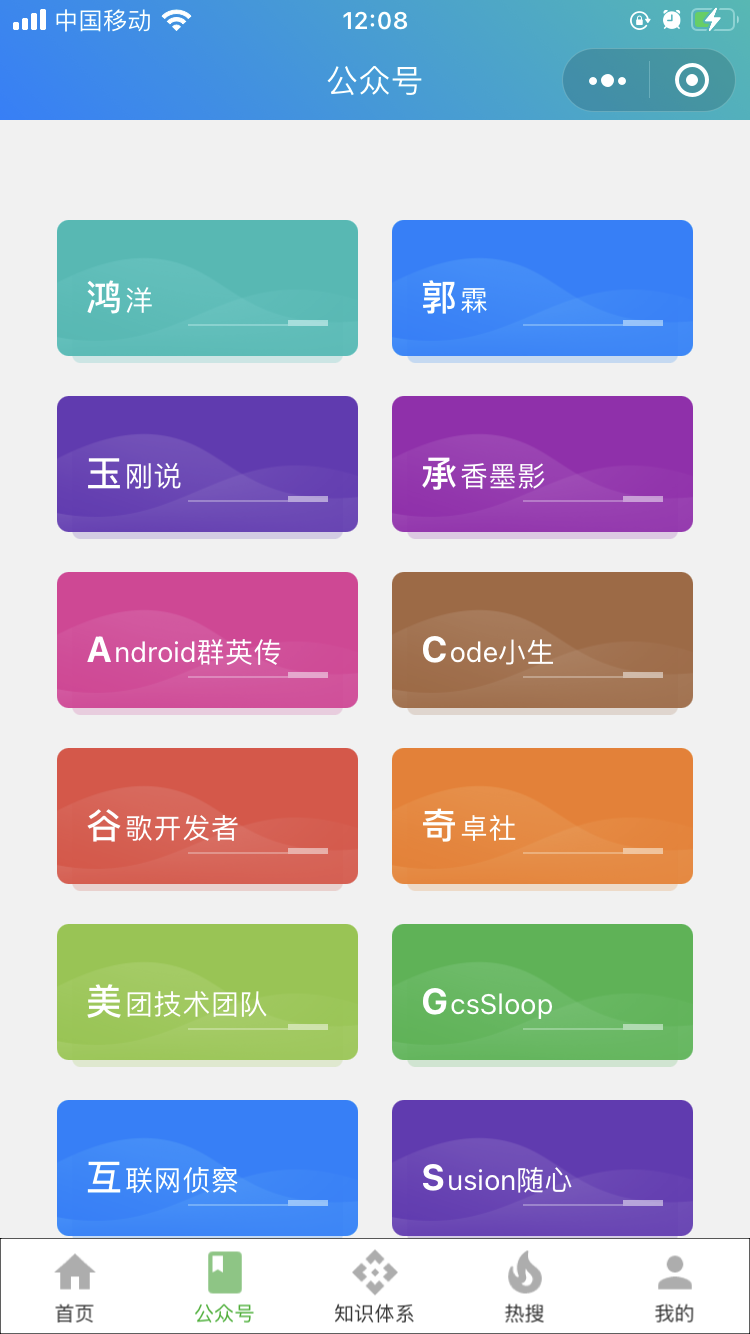 中国移动 12:08
公众号
鸿洋
郭霖
玉刚说
承香墨影
Android群英传
Code小生
谷歌开发者
奇卓社
美团技术团队
GcsSloop
互联网侦察
Susion随心
首页
公众号
知识体系
热搜
我的